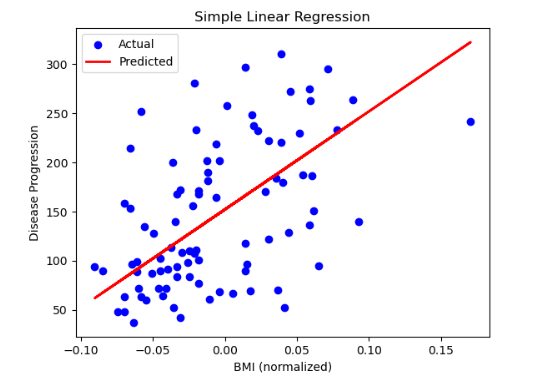 Simple Linear Regression
Actual
Predicted
300
250
200
150
100
50
Disease Progression
−0.10
−0.05
0.00
0.05
0.10
0.15
BMI (normalized)